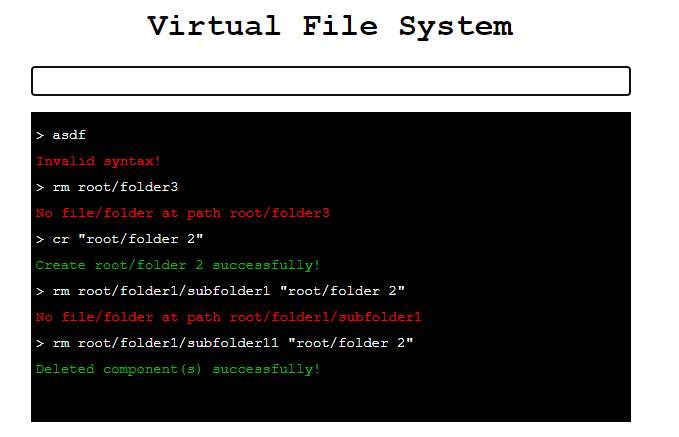 Virtual File System
> asdf
Invalid syntax!
> rm root/folder3
No file/folder at path root/folder3
> cr "root/folder 2"
Create root/folder 2 successfully!
> rm root/folder1/subfolder1 "root/folder 2"
No file/folder at path root/folder1/subfolder1
> rm root/folder1/subfolder11 "root/folder 2"
Deleted component(s) successfully!